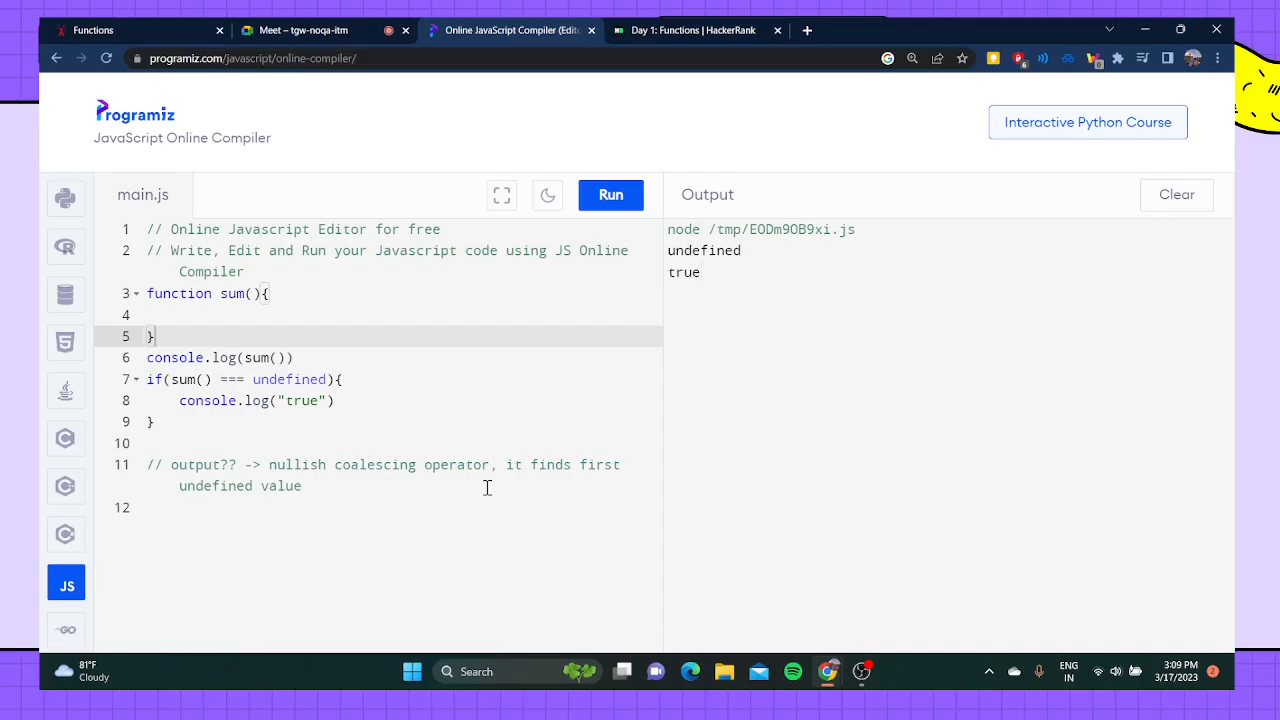 Functions
Meet – tgw-noqa-itm
Online JavaScript Compiler (Edito
Day 1: Functions | HackerRank
programiz.com/javascript/online-compiler/
6
Programiz
JavaScript Online Compiler
Interactive Python Course
main.js
Run
Output
Clear
1 // Online Javascript Editor for free
2 // Write, Edit and Run your Javascript code using JS Online
Compiler
3 function sum(){
4
5 }
6 console.log(sum())
7 if(sum() === undefined){
8 console.log("true")
9 }
10
11 // output?? -> nullish coalescing operator, it finds first
undefined value
12
node /tmp/EODm9OB9xi.js
undefined
true
JS
GO
81°F
Cloudy
Search
ENG
IN
3:09 PM
3/17/2023
2